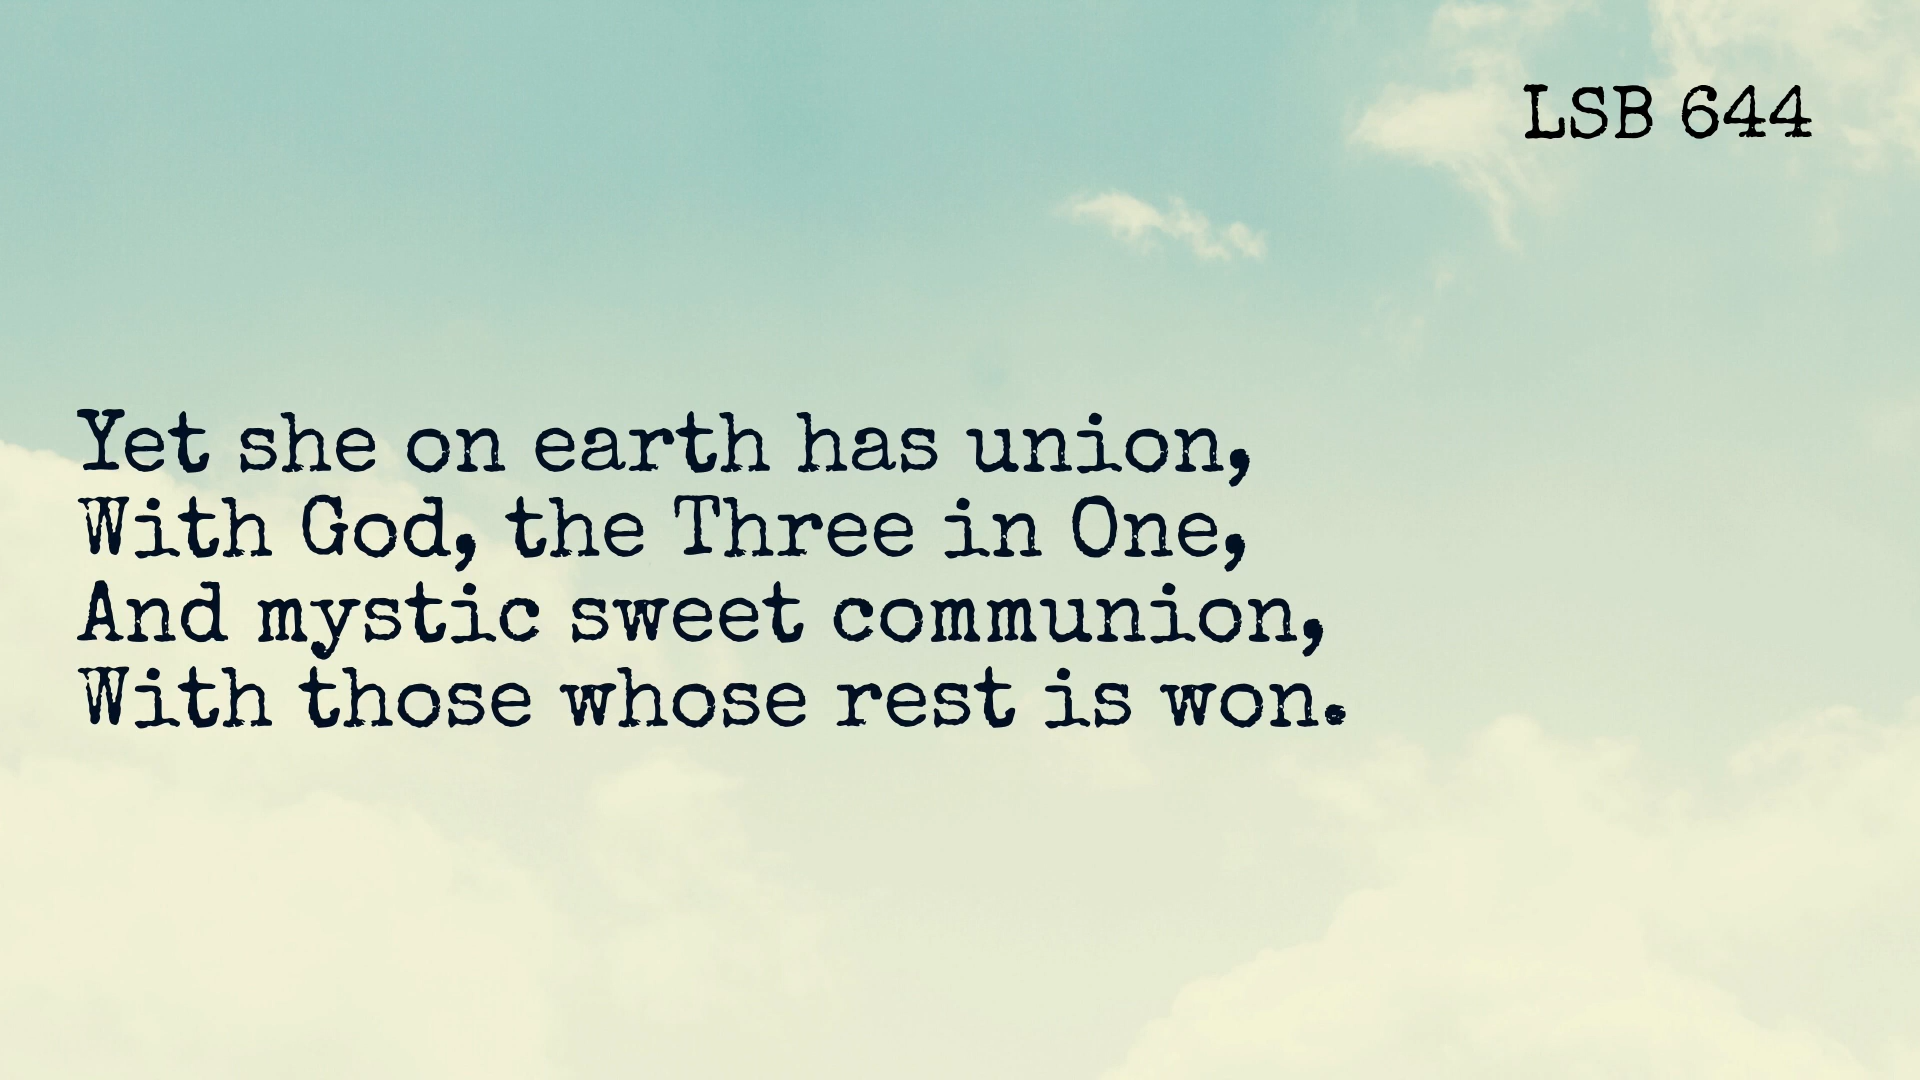 LSB 644
Yet she on earth has union,
With God, the Three in One,
And mystic sweet communion,
With those whose rest is won.